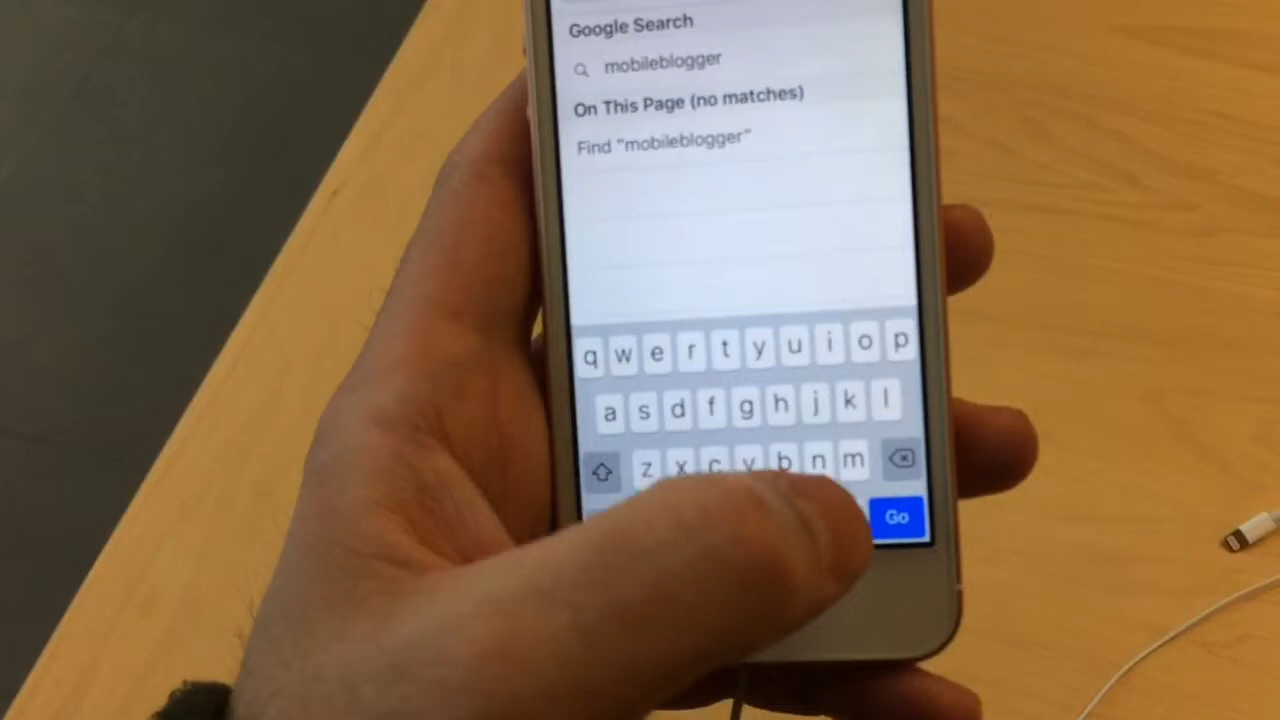 Google Search
mobileblogger
On This Page (no matches)
Find “mobileblogger”
q w e r t y u i o p
a s d f g h j k l
z x c v b n m
Go